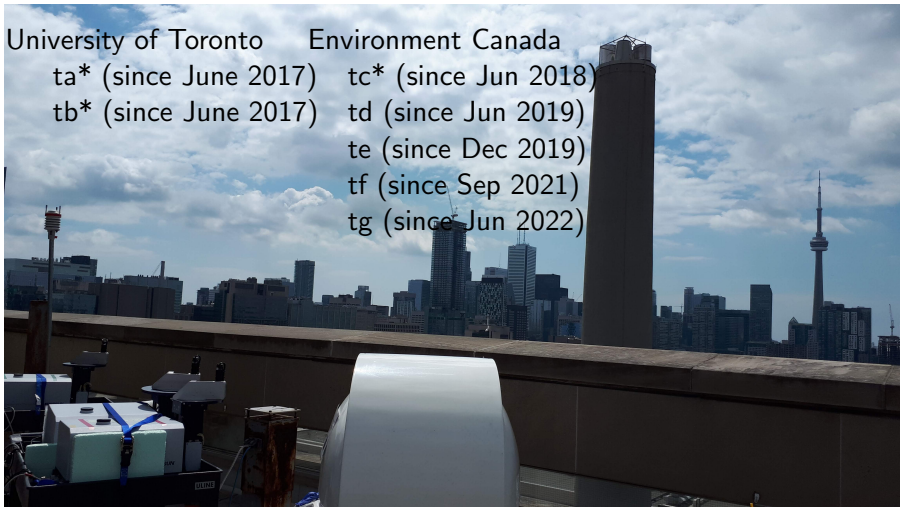 University of Toronto
ta* (since June 2017)
tb* (since June 2017)
Environment Canada
tc* (since Jun 2018)
td (since Jun 2019)
te (since Dec 2019)
tf (since Sep 2021)
tg (since Jun 2022)
ULINE